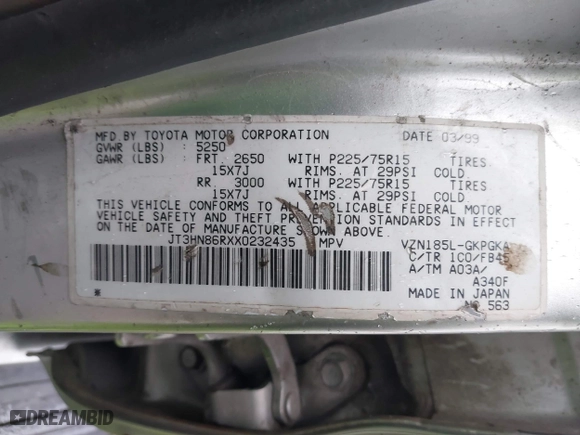 MFD.BY TOYOTA MOTOR CORPORATION DATE 03/99
GVWR (LBS) : 5250
GAWR (LBS) : FRT. 2650 WITH P225/75R15 TIRES
15X7J RIMS. AT 29PSI COLD
RR. 3000 WITH P225/75R15 TIRES
15X7J RIMS. AT 29PSI COLD
THIS VEHICLE CONFORMS TO ALL APPLICABLE FEDERAL MOTOR
VEHICLE SAFETY AND THEFT PREVENTION STANDARDS IN EFFECT
ON THE DATE OF MANUFACTURE SHOWN ABOVE.
JT3HN86RXX0232435 MPV VZN185L-GKPGKA
C/TR 1C0/FB45
A/TM A03A/
A340F
MADE IN JAPAN
NO 563
DREAMBID